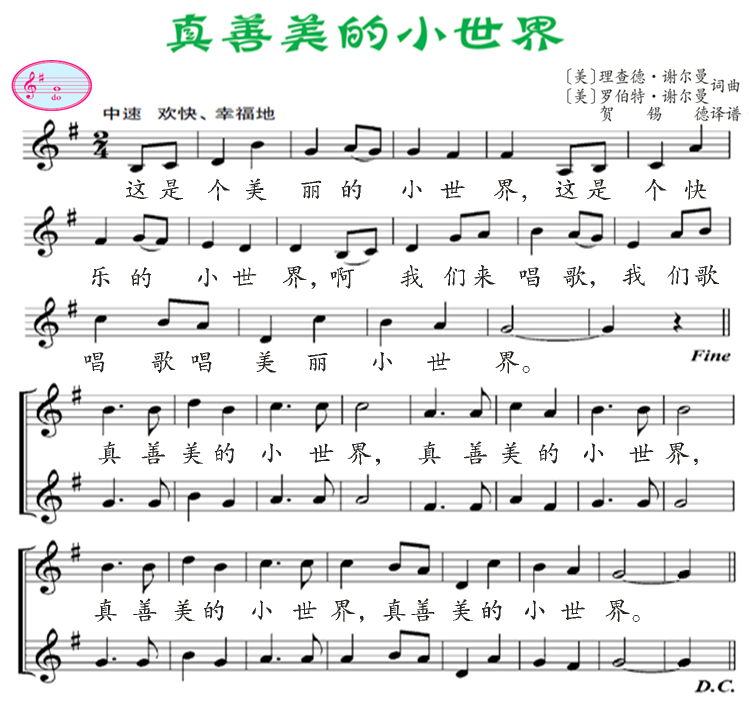 真善美的小世界
do
〔美〕理查德·谢尔曼 词曲
〔美〕罗伯特·谢尔曼
贺锡德译谱
中速 欢快、幸福地
2/4
这是个美丽的小世界,这是个快
乐的小世界,啊我们来唱歌,我们歌
唱歌唱美丽小世界。
Fine
真善美的小世界,真善美的小世界,
真善美的小世界,真善美的小世界。
D.C.